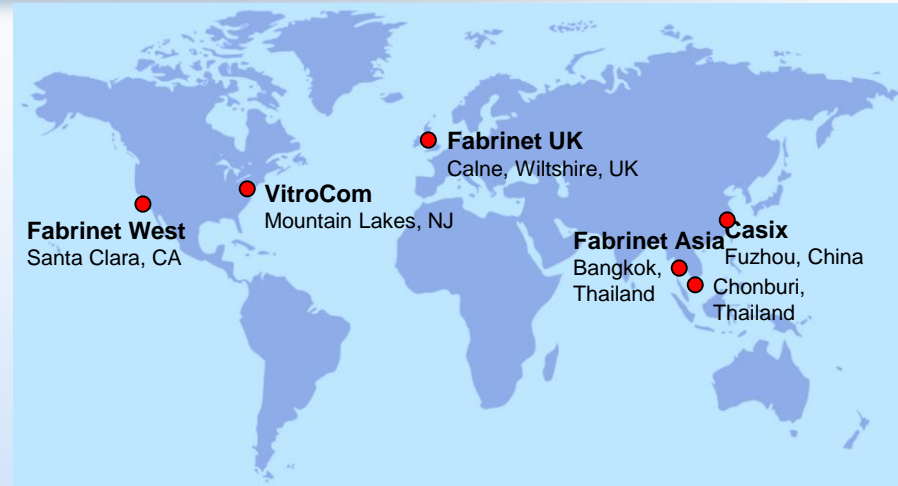 Fabrinet UK
Calne, Wiltshire, UK
VitroCom
Mountain Lakes, NJ
Fabrinet West
Santa Clara, CA
Casix
Fuzhou, China
Fabrinet Asia
Bangkok,
Thailand
Chonburi,
Thailand